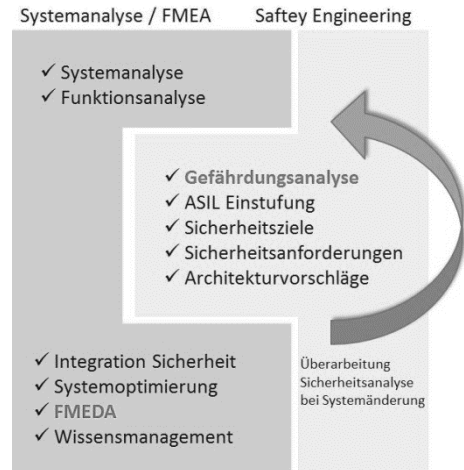 Systemanalyse / FMEA
Saftey Engineering
✓ Systemanalyse
✓ Funktionsanalyse
✓ Gefährdungsanalyse
✓ ASIL Einstufung
✓ Sicherheitsziele
✓ Sicherheitsanforderungen
✓ Architekturvorschläge
✓ Integration Sicherheit
✓ Systemoptimierung
✓ FMEDA
✓ Wissensmanagement
Überarbeitung
Sicherheitsanalyse
bei Systemänderung